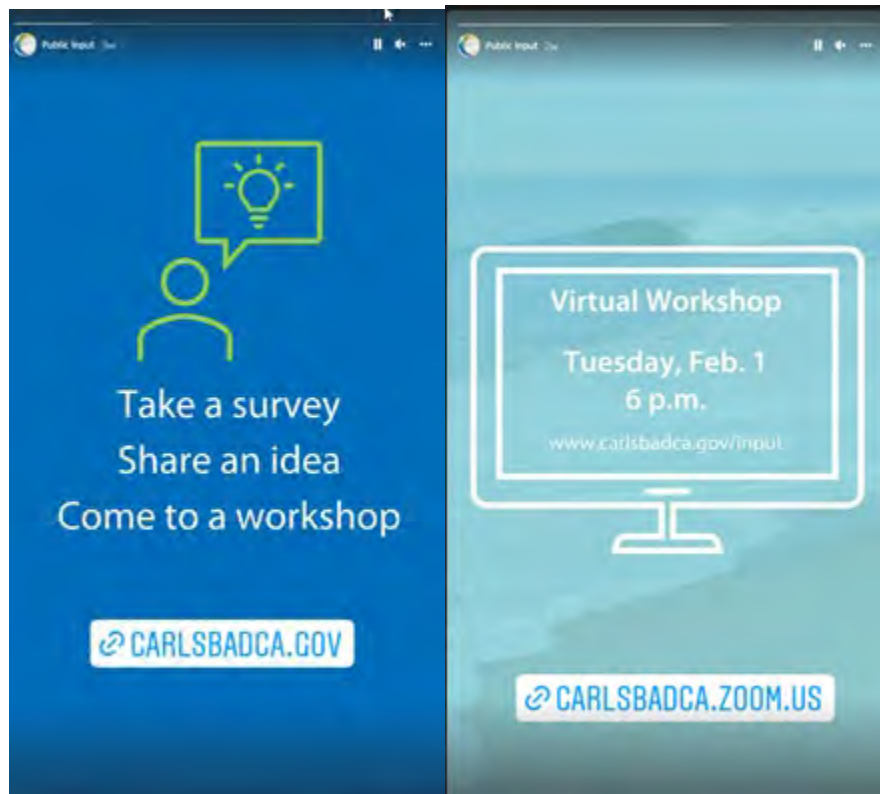 Public Input
Take a survey
Share an idea
Come to a workshop
CARLSBADCA.GOV
Public Input
Virtual Workshop
Tuesday, Feb. 1
6 p.m.
www.carlsbadca.gov/input
CARLSBADCA.ZOOM.US